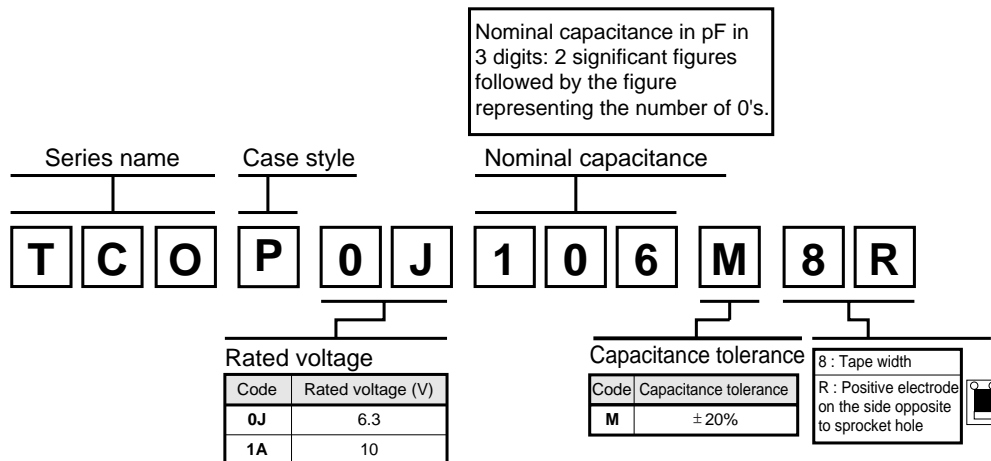 Nominal capacitance in pF in
3 digits: 2 significant figures
followed by the figure
representing the number of 0's.
Series name Case style Nominal capacitance
T C O P 0 J 1 0 6 M 8 R
Rated voltage
Code Rated voltage (V)
0J 6.3
1A 10
Capacitance tolerance
Code Capacitance tolerance
M ±20%
8 : Tape width
R : Positive electrode
on the side opposite
to sprocket hole